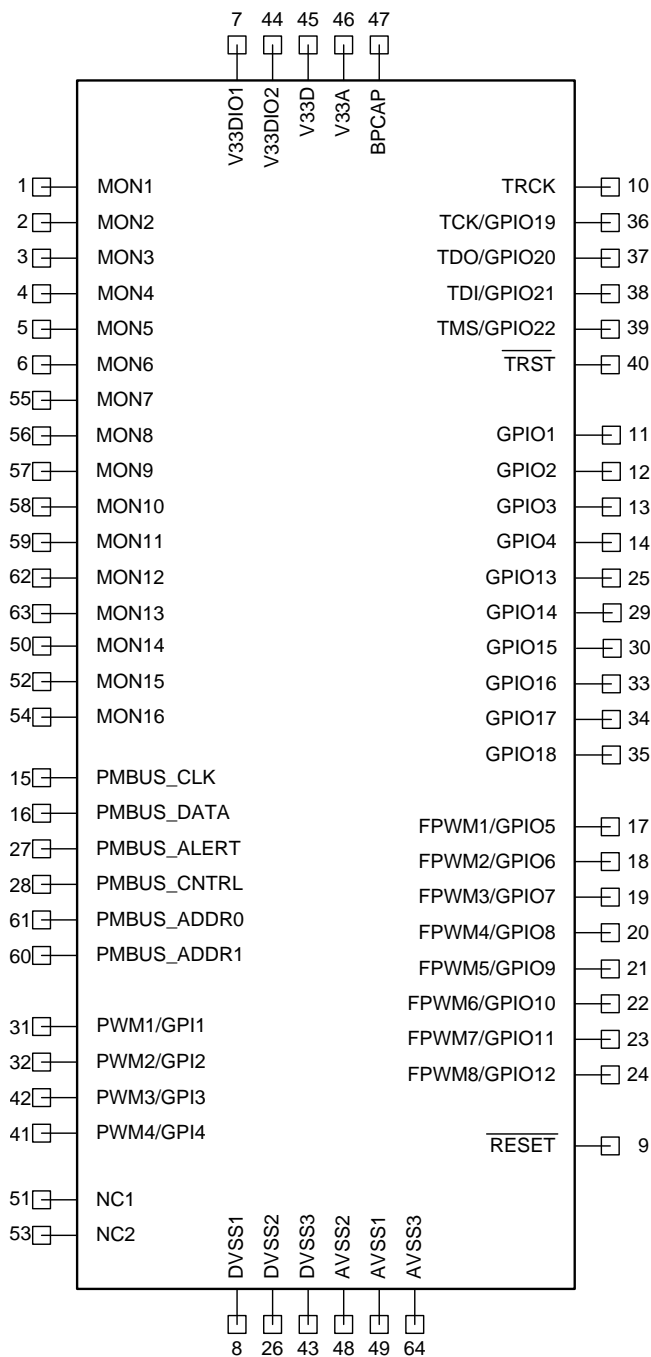 7 44 45 46 47
V33DIO1 V33DIO2 V33D V33A BPCAP
1 MON1 TRCK 10
2 MON2 TCK/GPIO19 36
3 MON3 TDO/GPIO20 37
4 MON4 TDI/GPIO21 38
5 MON5 TMS/GPIO22 39
6 MON6 TRST 40
55 MON7
56 MON8 GPIO1 11
57 MON9 GPIO2 12
58 MON10 GPIO3 13
59 MON11 GPIO4 14
62 MON12 GPIO13 25
63 MON13 GPIO14 29
50 MON14 GPIO15 30
52 MON15 GPIO16 33
54 MON16 GPIO17 34
GPIO18 35
15 PMBUS_CLK
16 PMBUS_DATA FPWM1/GPIO5 17
27 PMBUS_ALERT FPWM2/GPIO6 18
28 PMBUS_CNTRL FPWM3/GPIO7 19
61 PMBUS_ADDR0 FPWM4/GPIO8 20
60 PMBUS_ADDR1 FPWM5/GPIO9 21
FPWM6/GPIO10 22
31 PWM1/GPI1 FPWM7/GPIO11 23
32 PWM2/GPI2 FPWM8/GPIO12 24
42 PWM3/GPI3
41 PWM4/GPI4 RESET 9
51 NC1
53 NC2
DVSS1 DVSS2 DVSS3 AVSS2 AVSS1 AVSS3
8 26 43 48 49 64